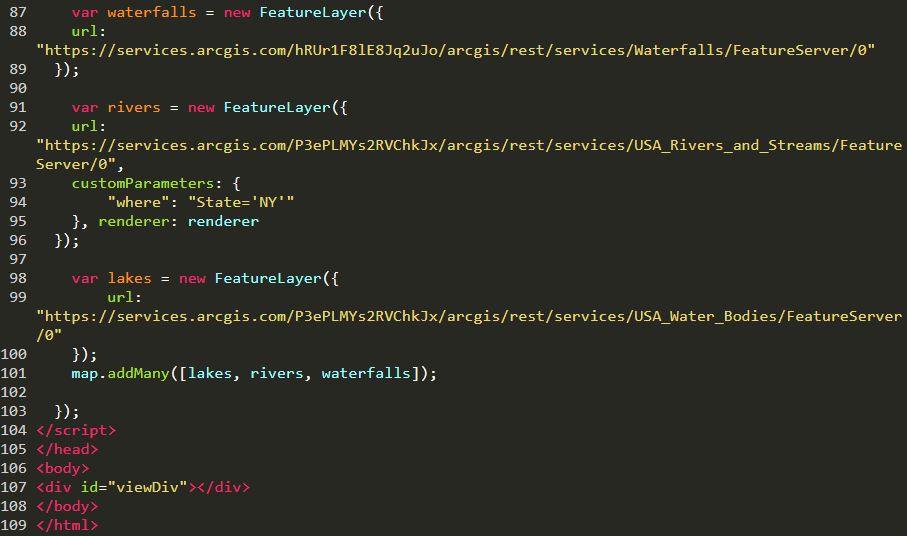 87 var waterfalls = new FeatureLayer({
88 url:
"https://services.arcgis.com/hRUr1F8lE8Jq2uJo/arcgis/rest/services/Waterfalls/FeatureServer/0"
89 });
90
91 var rivers = new FeatureLayer({
92 url:
"https://services.arcgis.com/P3ePLMYs2RVChkJx/arcgis/rest/services/USA_Rivers_and_Streams/Feature
Server/0",
93 customParameters: {
94 "where": "State='NY'"
95 }, renderer: renderer
96 });
97
98 var lakes = new FeatureLayer({
99 url:
"https://services.arcgis.com/P3ePLMYs2RVChkJx/arcgis/rest/services/USA_Water_Bodies/FeatureServer
/0"
100 });
101 map.addMany([lakes, rivers, waterfalls]);
102
103 });
104 </script>
105 </head>
106 <body>
107 <div id="viewDiv"></div>
108 </body>
109 </html>